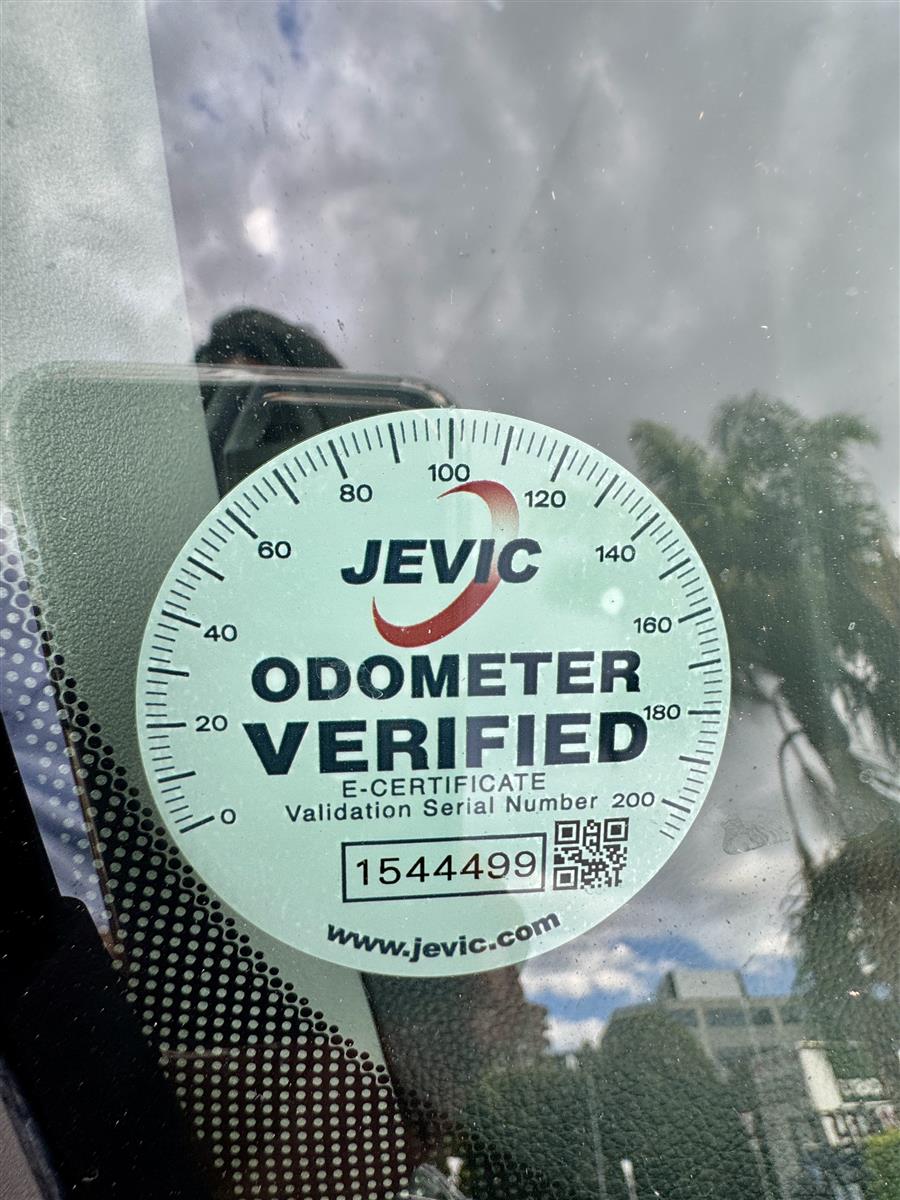 100
80
120
60
JEVIC
140
40
160
ODOMETER
20
VERIFIED
180
E-CERTIFICATE
Validation Serial Number
200
0
1544499
www.jevic.com